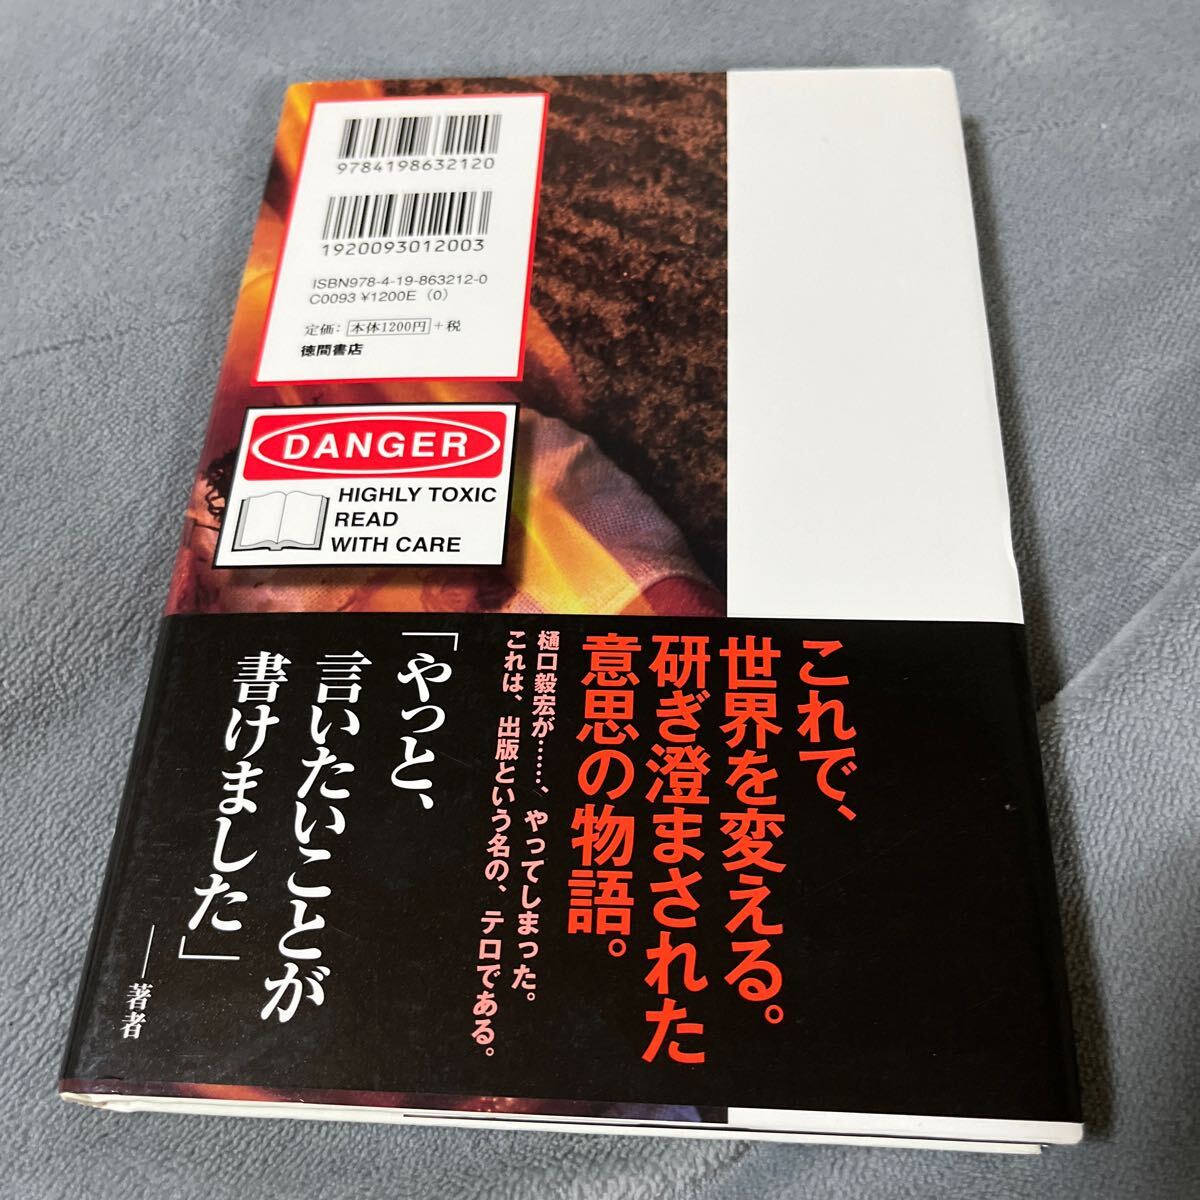 9784198632120
1920093012003
ISBN978-4-19-863212-0
C0093 ¥1200E (0)
定価： 本体1200円 +税
徳間書店
DANGER
HIGHLY TOXIC
READ
WITH CARE
これで、
世界を変える。
研ぎ澄まされた
意思の物語。
樋口毅宏が……、やってしまった。
これは、出版という名の、テロである。
「やっと、
言いたいことが
書けました」
──著者